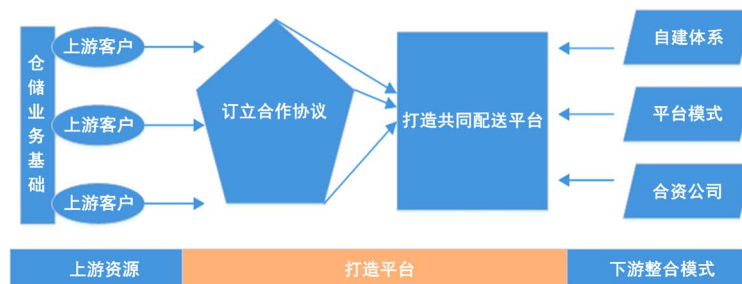 仓储业务基础
上游客户
上游客户
上游客户
订立合作协议
打造共同配送平台
自建体系
平台模式
合资公司
上游资源
打造平台
下游整合模式